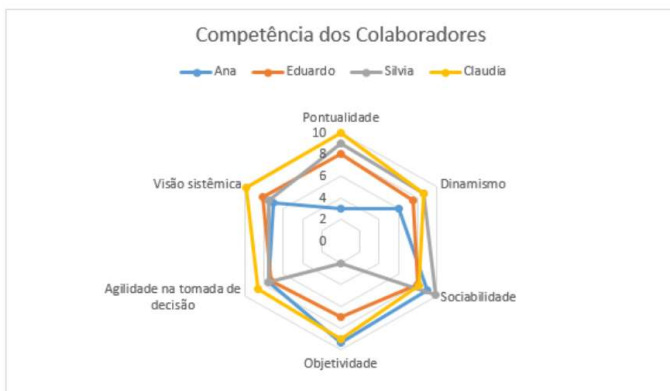 Competência dos Colaboradores
Ana Eduardo Silvia Claudia
Pontualidade
10
8
6
4
2
0
Dinamismo
Visão sistêmica
Sociabilidade
Agilidade na tomada de
decisão
Objetividade